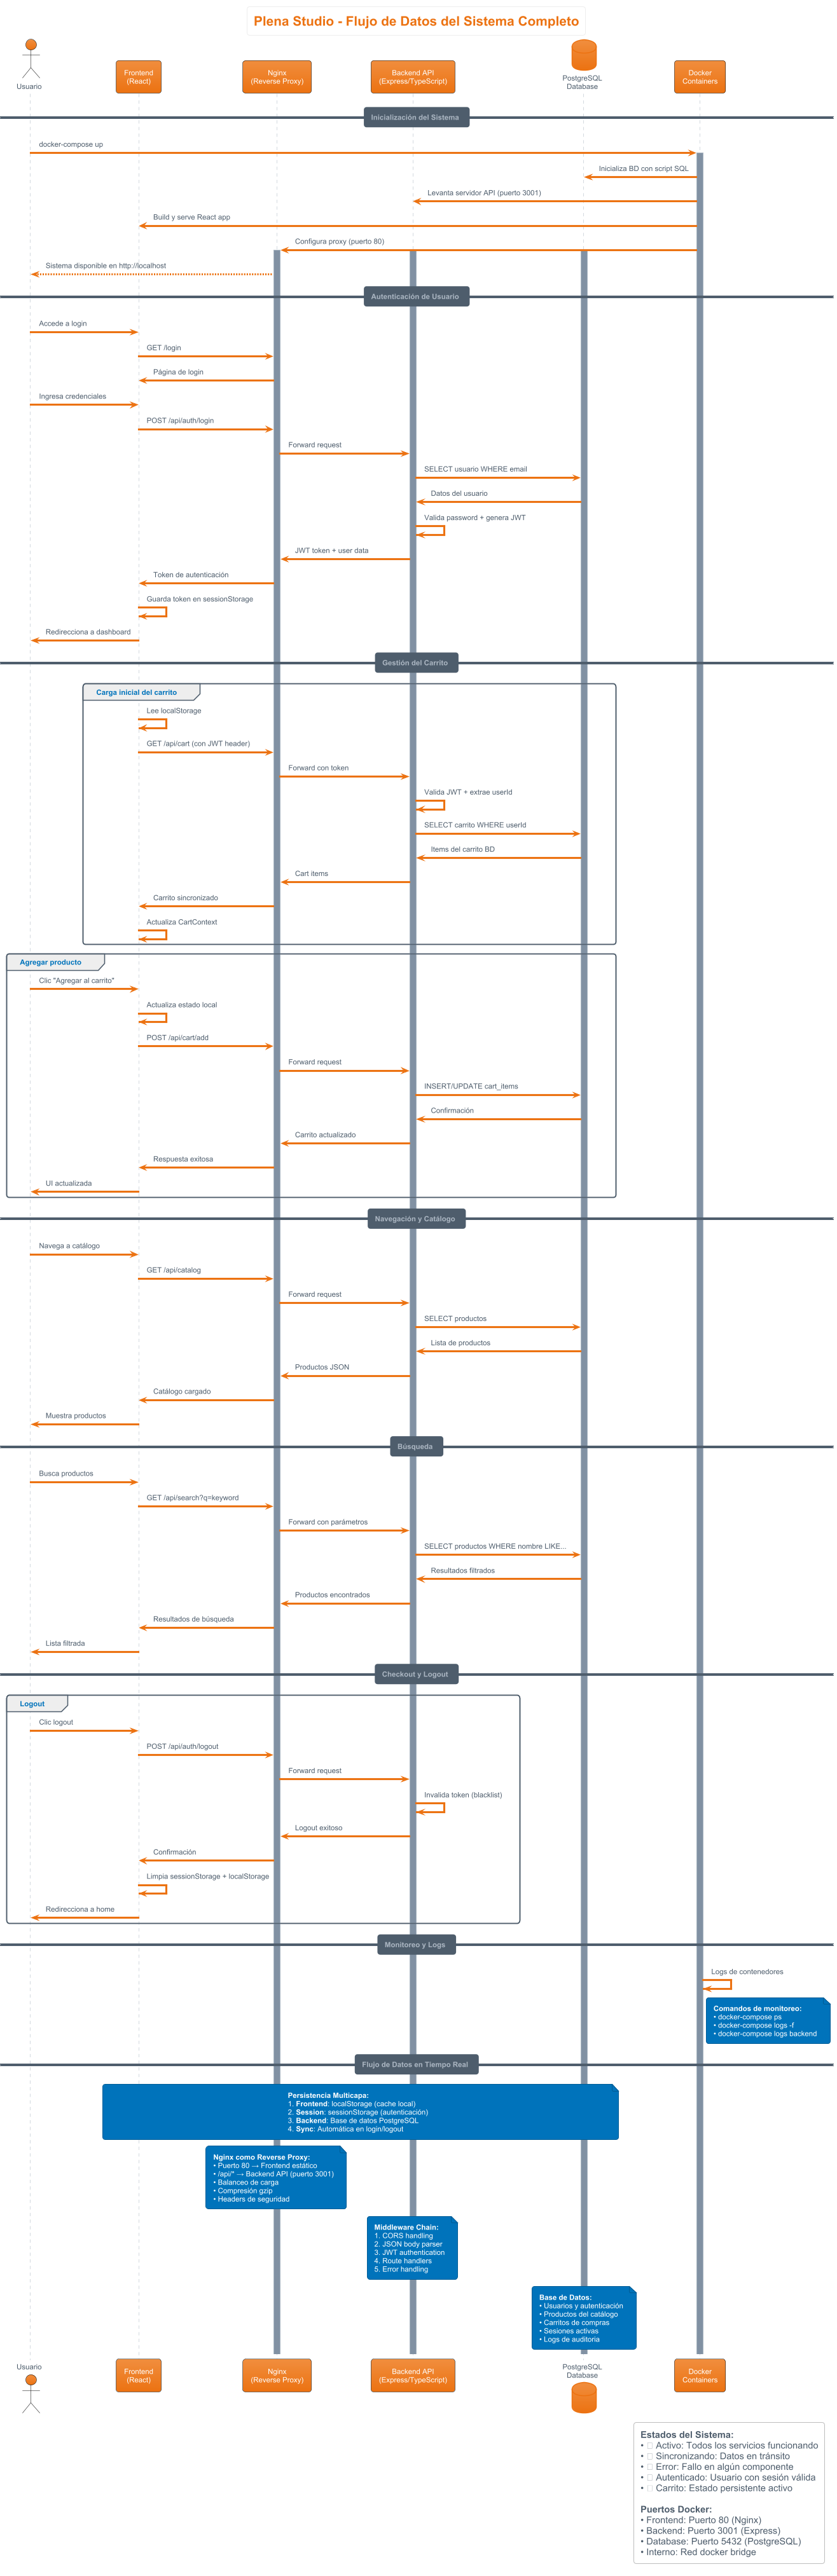 Plena Studio - Flujo de Datos del Sistema Completo
Usuario
Frontend
(React)
Nginx
(Reverse Proxy)
Backend API
(Express/TypeScript)
PostgreSQL
Database
Docker
Containers
Inicialización del Sistema
docker-compose up
Inicializa BD con script SQL
Levanta servidor API (puerto 3001)
Build y serve React app
Configura proxy (puerto 80)
Sistema disponible en http://localhost
Autenticación de Usuario
Accede a login
GET /login
Página de login
Ingresa credenciales
POST /api/auth/login
Forward request
SELECT usuario WHERE email
Datos del usuario
Valida password + genera JWT
JWT token + user data
Token de autenticación
Guarda token en sessionStorage
Redirecciona a dashboard
Gestión del Carrito
Carga inicial del carrito
Lee localStorage
GET /api/cart (con JWT header)
Forward con token
Valida JWT + extrae userId
SELECT carrito WHERE userId
Items del carrito BD
Cart items
Carrito sincronizado
Actualiza CartContext
Agregar producto
Clic "Agregar al carrito"
Actualiza estado local
POST /api/cart/add
Forward request
INSERT/UPDATE cart_items
Confirmación
Carrito actualizado
Respuesta exitosa
UI actualizada
Navegación y Catálogo
Navega a catálogo
GET /api/catalog
Forward request
SELECT productos
Lista de productos
Productos JSON
Catálogo cargado
Muestra productos
Búsqueda
Busca productos
GET /api/search?q=keyword
Forward con parámetros
SELECT productos WHERE nombre LIKE...
Resultados filtrados
Productos encontrados
Resultados de búsqueda
Lista filtrada
Checkout y Logout
Logout
Clic logout
POST /api/auth/logout
Forward request
Invalida token (blacklist)
Logout exitoso
Confirmación
Limpia sessionStorage + localStorage
Redirecciona a home
Monitoreo y Logs
Logs de contenedores
Comandos de monitoreo:
• docker-compose ps
• docker-compose logs -f
• docker-compose logs backend
Flujo de Datos en Tiempo Real
Persistencia Multicapa:
1. Frontend: localStorage (cache local)
2. Session: sessionStorage (autenticación)
3. Backend: Base de datos PostgreSQL
4. Sync: Automática en login/logout
Nginx como Reverse Proxy:
• Puerto 80 → Frontend estático
• /api/* → Backend API (puerto 3001)
• Balanceo de carga
• Compresión gzip
• Headers de seguridad
Middleware Chain:
1. CORS handling
2. JSON body parser
3. JWT authentication
4. Route handlers
5. Error handling
Base de Datos:
• Usuarios y autenticación
• Productos del catálogo
• Carritos de compras
• Sesiones activas
• Logs de auditoria
Usuario
Frontend
(React)
Nginx
(Reverse Proxy)
Backend API
(Express/TypeScript)
PostgreSQL
Database
Docker
Containers
Estados del Sistema:
• Activo: Todos los servicios funcionando
• Sincronizando: Datos en tránsito
• Error: Fallo en algún componente
• Autenticado: Usuario con sesión válida
• Carrito: Estado persistente activo
Puertos Docker:
• Frontend: Puerto 80 (Nginx)
• Backend: Puerto 3001 (Express)
• Database: Puerto 5432 (PostgreSQL)
• Interno: Red docker bridge